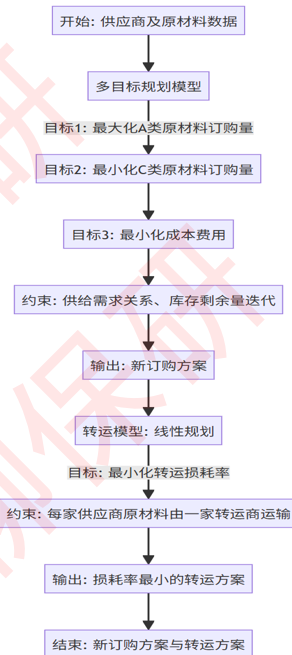 开始: 供应商及原材料数据
多目标规划模型
目标1: 最大化A类原材料订购量
目标2: 最小化C类原材料订购量
目标3: 最小化成本费用
约束: 供给需求关系、库存剩余量迭代
输出: 新订购方案
转运模型: 线性规划
目标: 最小化转运损耗率
约束: 每家供应商原材料由一家转运商运输
输出: 损耗率最小的转运方案
结束: 新订购方案与转运方案
保研
研